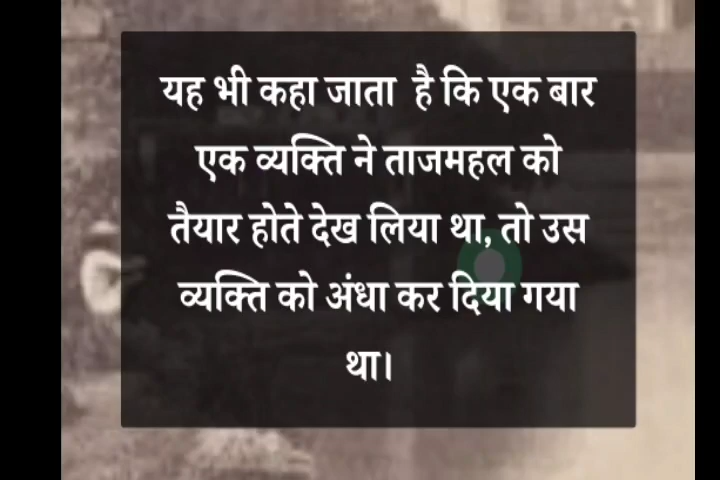 यह भी कहा जाता है कि एक बार
एक व्यक्ति ने ताजमहल को
तैयार होते देख लिया था, तो उस
व्यक्ति को अंधा कर दिया गया
था।